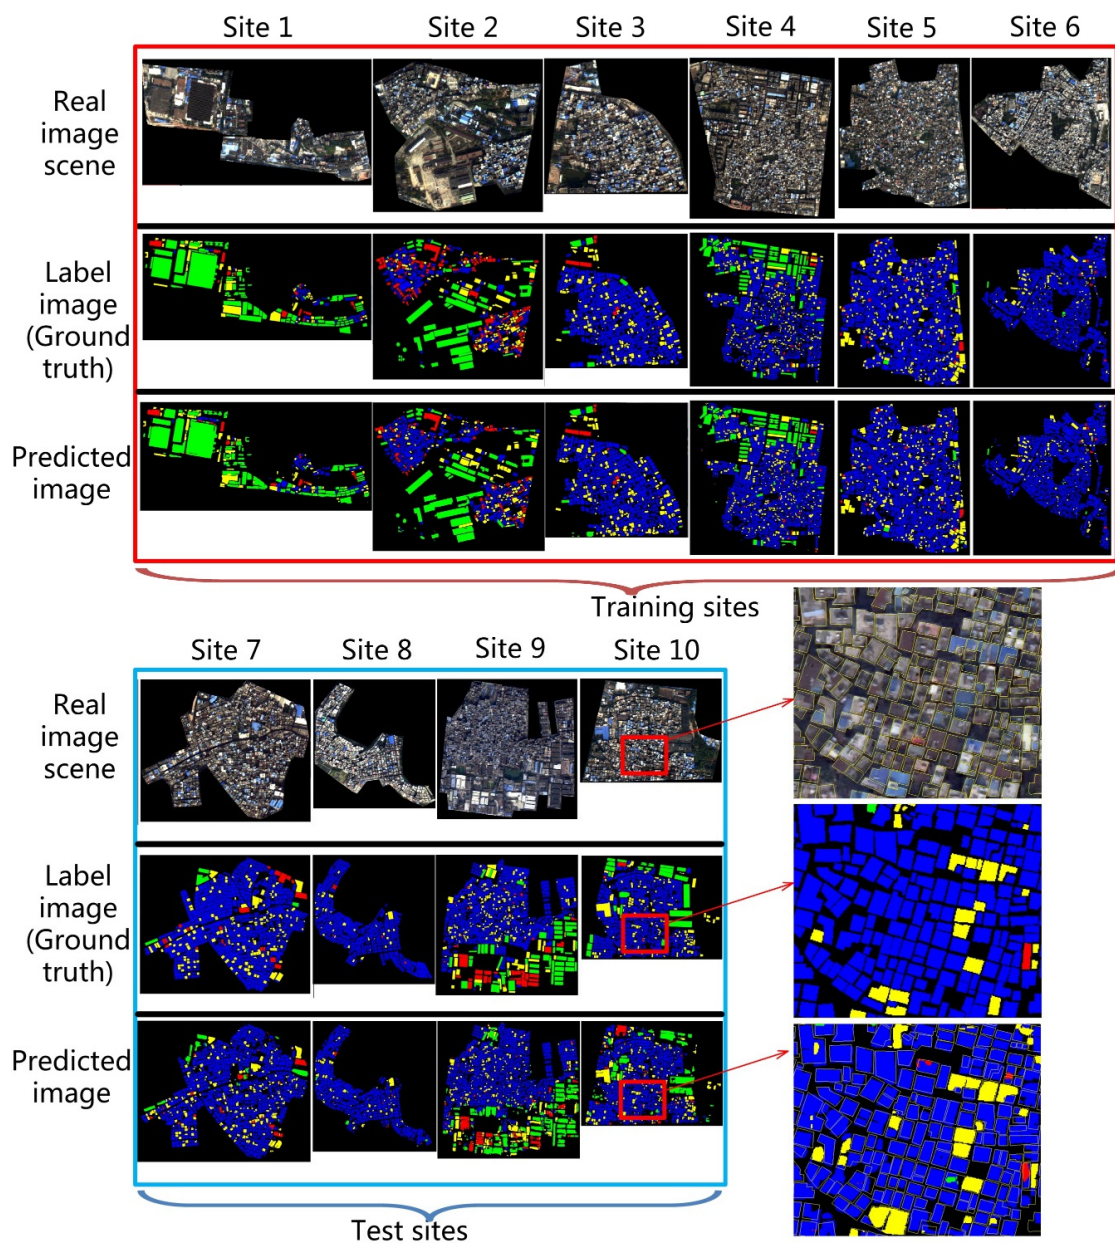 Site 1 Site 2 Site 3 Site 4 Site 5 Site 6
Real
image
scene
Label
image
(Ground
truth)
Predicted
image
Training sites
Site 7 Site 8 Site 9 Site 10
Real
image
scene
Label
image
(Ground
truth)
Predicted
image
Test sites